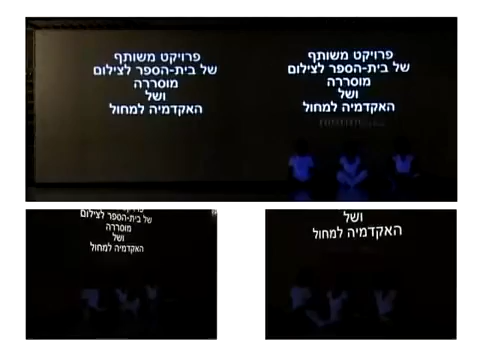 פרויקט משותף
של בית-הספר לצילום
מוסררה
ושל
האקדמיה למחול
פרויקט משותף
של בית-הספר לצילום
מוסררה
ושל
האקדמיה למחול
של בית-הספר לצילום
מוסררה
ושל
האקדמיה למחול
ושל
האקדמיה למחול